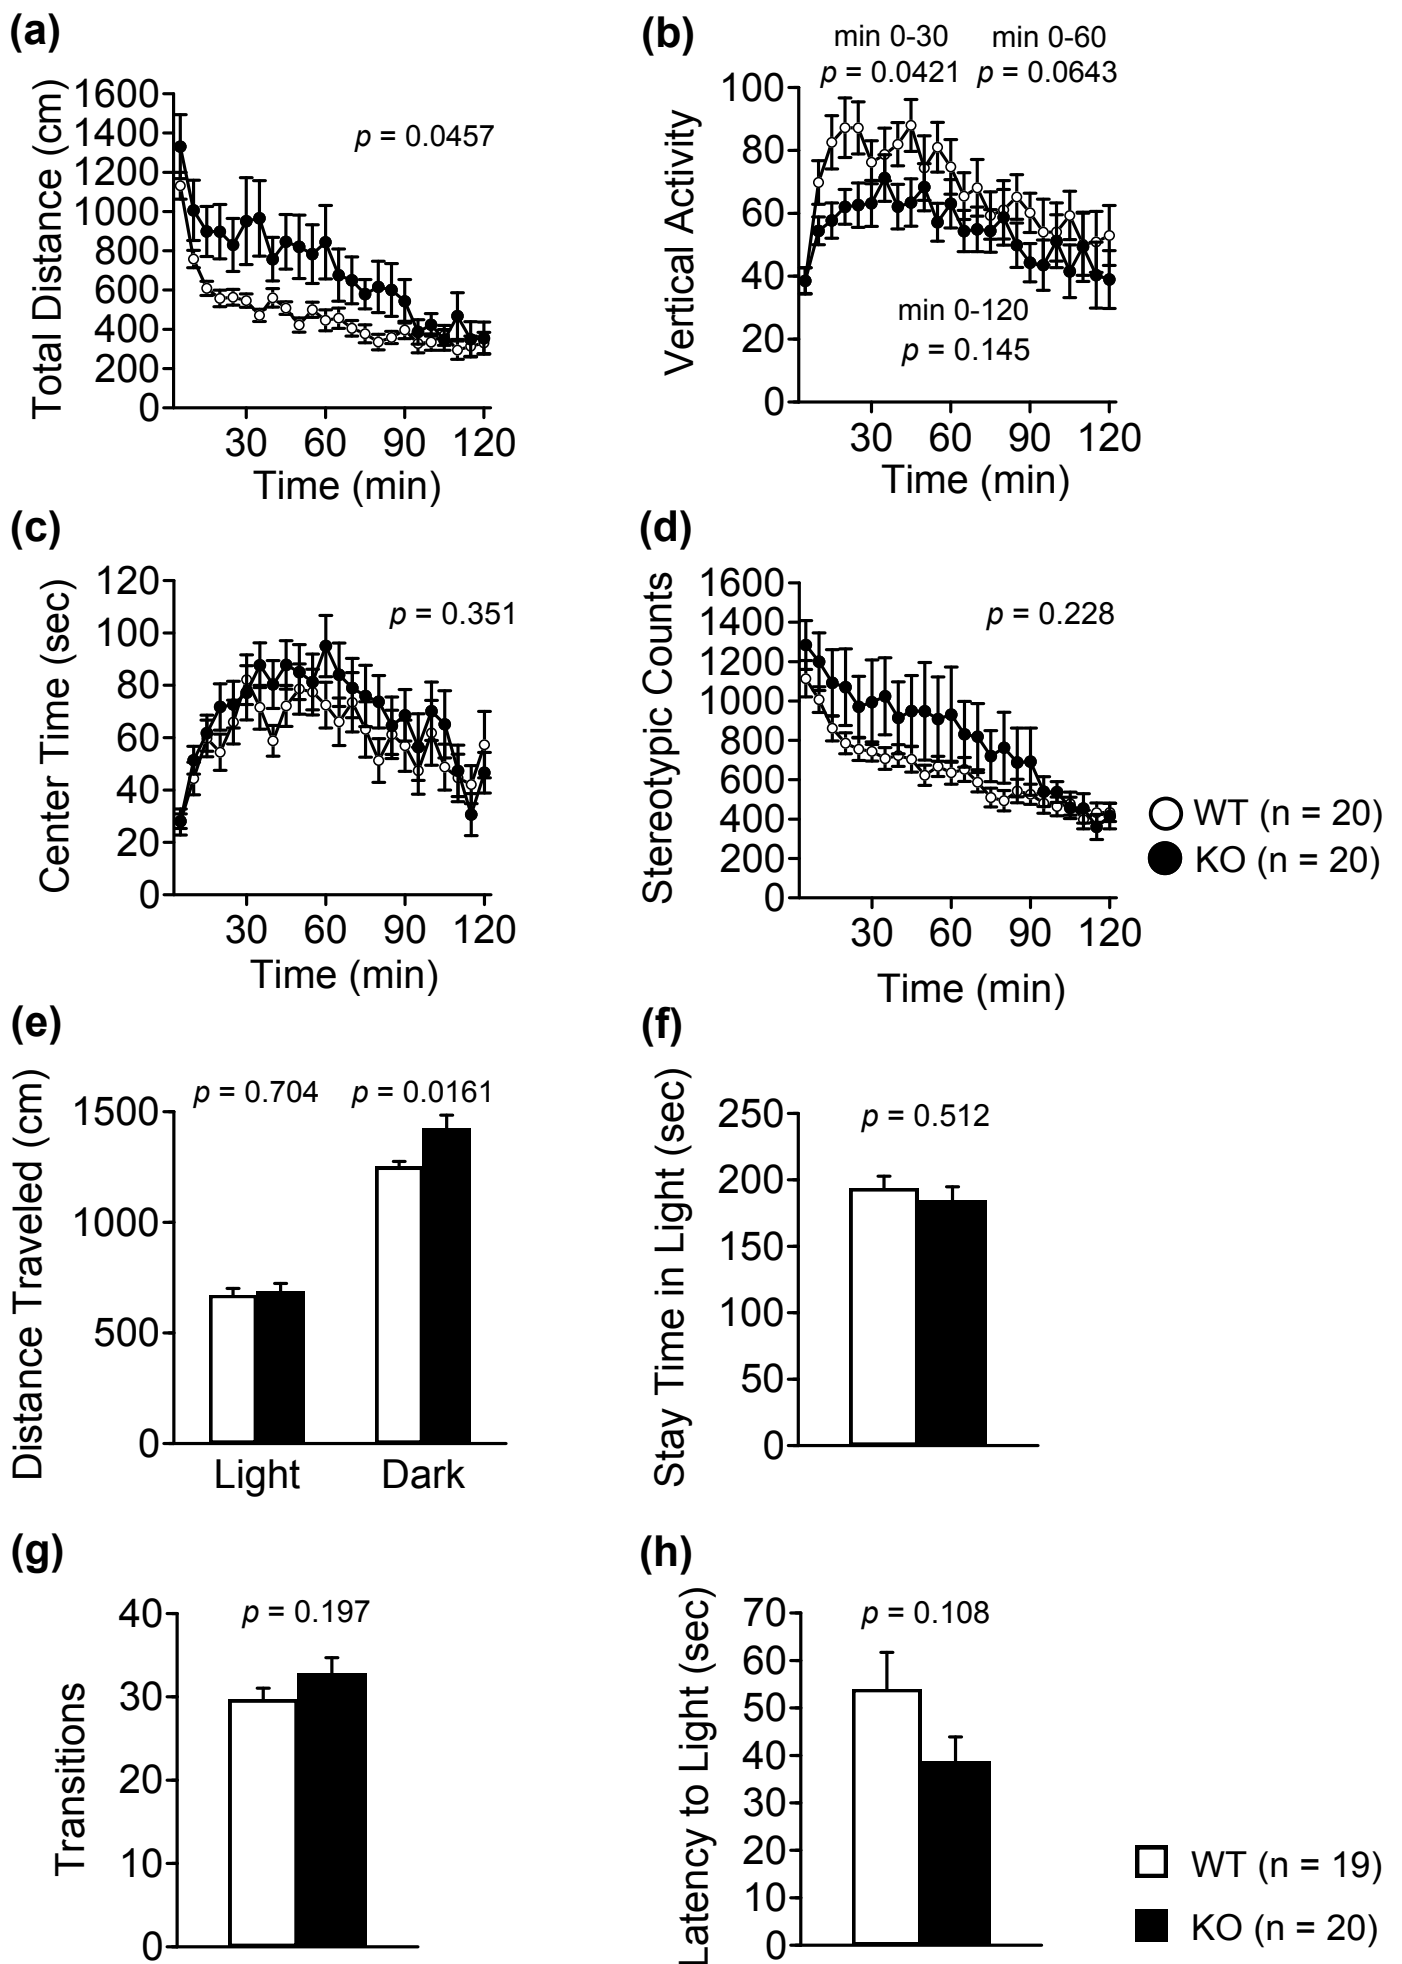 (a)
Total Distance (cm)
1600
1400
1200
1000
800
600
400
200
0
p = 0.0457
30 60 90 120
Time (min)
(b)
min 0-30 min 0-60
p = 0.0421 p = 0.0643
Vertical Activity
100
80
60
40
20
0
min 0-120
p = 0.145
30 60 90 120
Time (min)
(c)
Center Time (sec)
120
100
80
60
40
20
0
p = 0.351
30 60 90 120
Time (min)
(d)
Stereotypic Counts
1600
1400
1200
1000
800
600
400
200
0
p = 0.228
30 60 90 120
Time (min)
WT (n = 20)
KO (n = 20)
(e)
Distance Traveled (cm)
p = 0.704 p = 0.0161
1500
1000
500
0
Light Dark
(f)
Stay Time in Light (sec)
p = 0.512
250
200
150
100
50
0
(g)
Transitions
p = 0.197
40
30
20
10
0
(h)
Latency to Light (sec)
p = 0.108
70
60
50
40
30
20
10
0
WT (n = 19)
KO (n = 20)